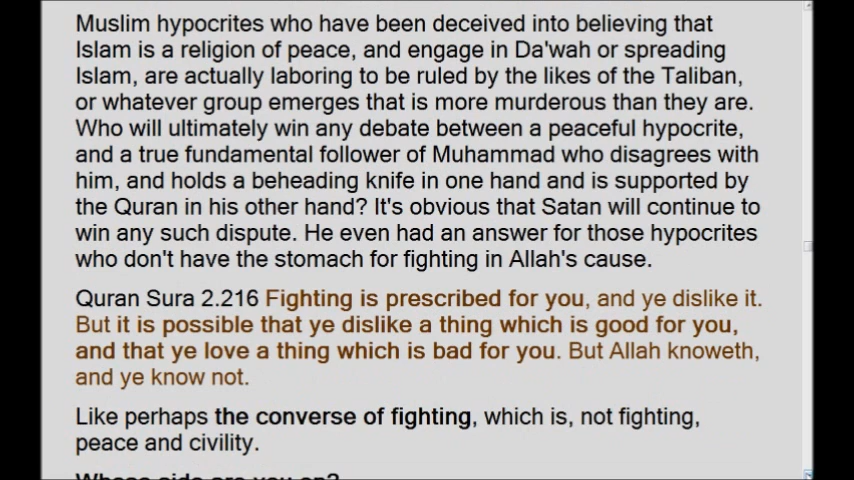 Muslim hypocrites who have been deceived into believing that
Islam is a religion of peace, and engage in Da'wah or spreading
Islam, are actually laboring to be ruled by the likes of the Taliban,
or whatever group emerges that is more murderous than they are.
Who will ultimately win any debate between a peaceful hypocrite,
and a true fundamental follower of Muhammad who disagrees with
him, and holds a beheading knife in one hand and is supported by
the Quran in his other hand? It's obvious that Satan will continue to
win any such dispute. He even had an answer for those hypocrites
who don't have the stomach for fighting in Allah's cause.
Quran Sura 2.216 Fighting is prescribed for you, and ye dislike it.
But it is possible that ye dislike a thing which is good for you,
and that ye love a thing which is bad for you. But Allah knoweth,
and ye know not.
Like perhaps the converse of fighting, which is, not fighting,
peace and civility.
Whose side are you on?